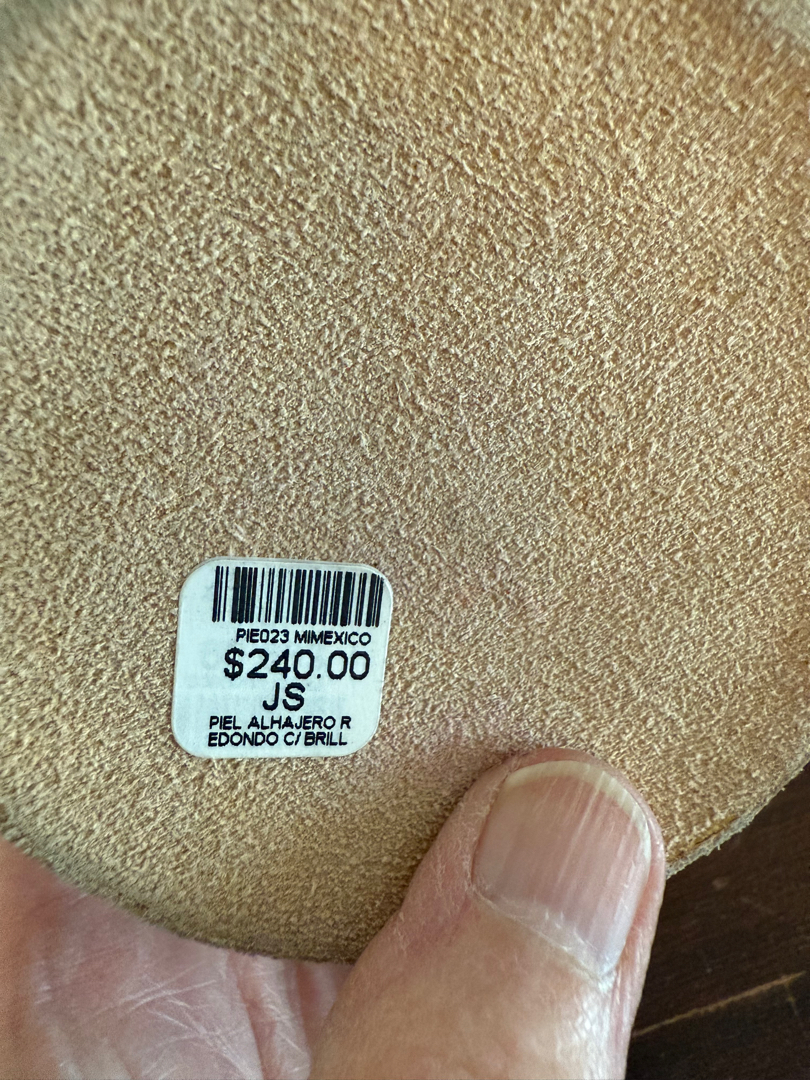 PIE023 MIMEXICO
$240.00
JS
PIEL ALHAJERO R
EDONDO C/ BRILL